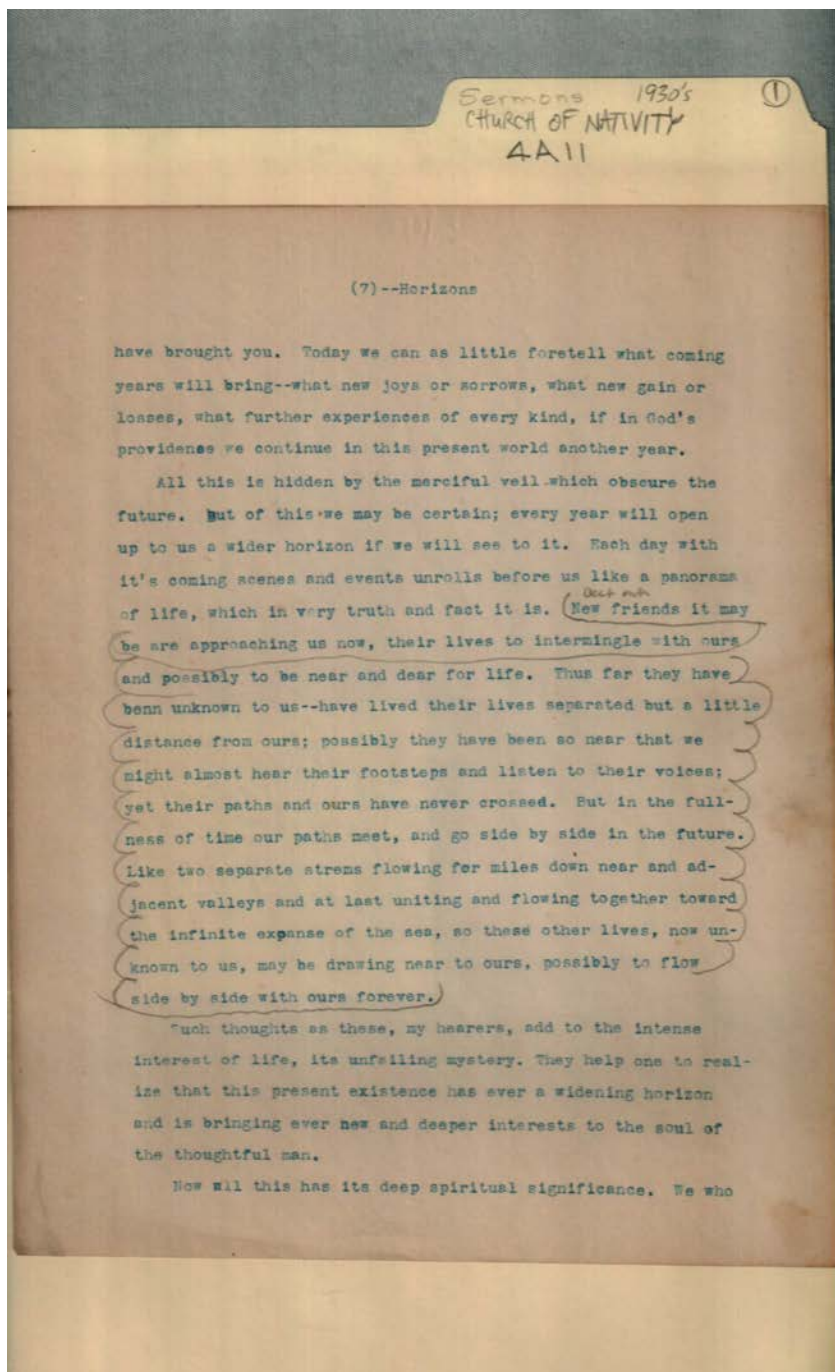 Sermons 1930's ①
CHURCH OF NATIVITY
4A11
(7)--Horizons
have brought you. Today we can as little foretell what coming
years will bring--what new joys or sorrows, what new gain or
losses, what further experiences of every kind, if in God's
providense we continue in this present world another year.
All this is hidden by the merciful veil which obscure the
future. But of this we may be certain; every year will open
up to us a wider horizon if we will see to it. Each day with
it's coming scenes and events unrolls before us like a panorama
of life, which in very truth and fact it is. (New friends it may
be are approaching us now, their lives to intermingle with ours
and possibly to be near and dear for life. Thus far they have
benn unknown to us--have lived their lives separated but a little
distance from ours; possibly they have been so near that we
might almost hear their footsteps and listen to their voices;
yet their paths and ours have never crossed. But in the full-
ness of time our paths meet, and go side by side in the future.
Like two separate strems flowing for miles down near and ad-
jacent valleys and at last uniting and flowing together toward
the infinite expanse of the sea, so these other lives, now un-
known to us, may be drawing near to ours, possibly to flow
side by side with ours forever.)
Such thoughts as these, my hearers, add to the intense
interest of life, its unfailing mystery. They help one to real-
ize that this present existence has ever a widening horizon
and is bringing ever new and deeper interests to the soul of
the thoughtful man.
Now all this has its deep spiritual significance. We who